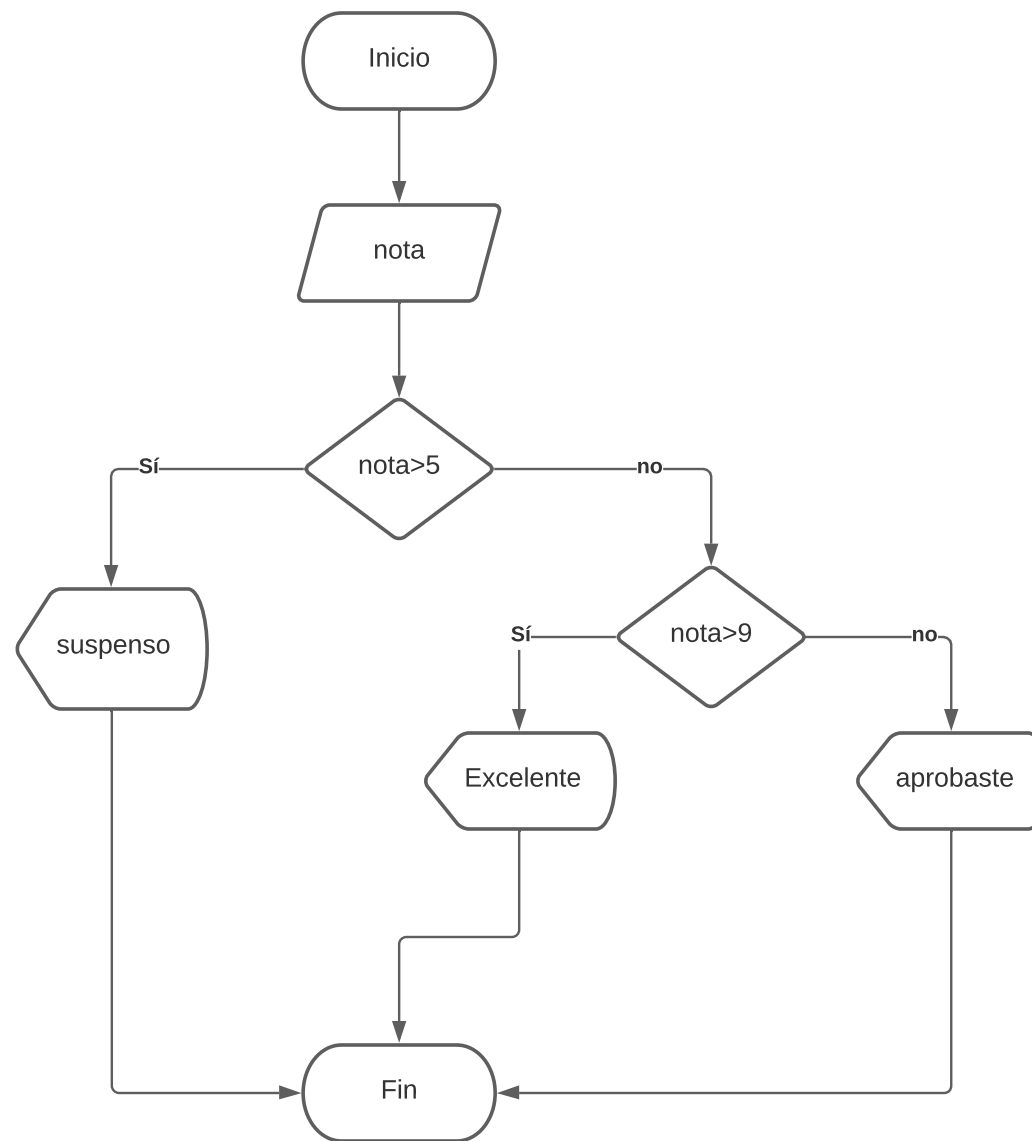 Inicio
nota
nota>5
Sí
no
nota>9
Sí
no
suspenso
Excelente
aprobaste
Fin